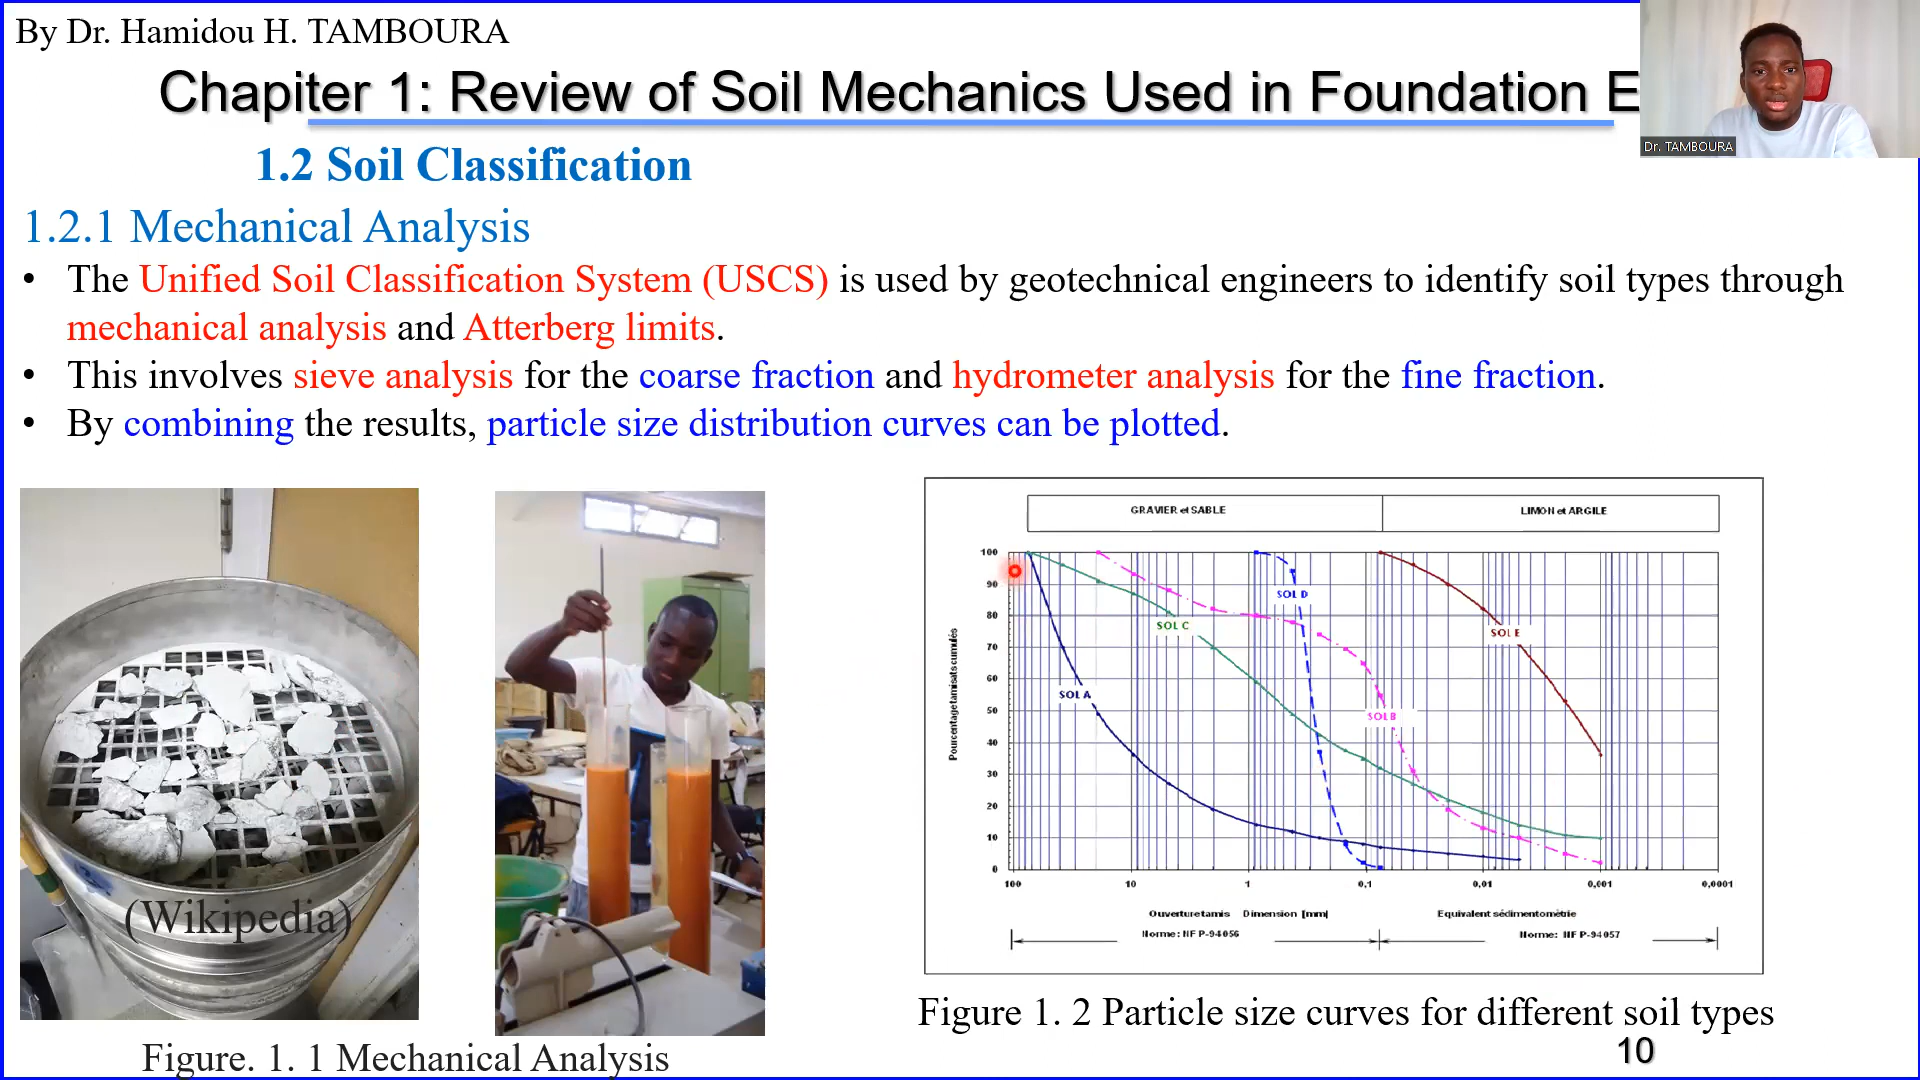 By Dr. Hamidou H. TAMBOURA
Chapiter 1: Review of Soil Mechanics Used in Foundation E
Dr. TAMBOURA
1.2 Soil Classification
1.2.1 Mechanical Analysis
• The Unified Soil Classification System (USCS) is used by geotechnical engineers to identify soil types through
mechanical analysis and Atterberg limits.
• This involves sieve analysis for the coarse fraction and hydrometer analysis for the fine fraction.
• By combining the results, particle size distribution curves can be plotted.
(Wikipedia)
Figure. 1. 1 Mechanical Analysis
GRAVIER et SABLE
LIMON et ARGILE
Pourcentage tamisats cumulés
100
90
80
70
60
50
40
30
20
10
0
SOL A
SOL C
SOL D
SOL B
SOL E
100 10 1 0,1 0,01 0,001 0,0001
Ouverture tamis Dimension [mm]
Equivalent sédimentomètrie
Norme: NF P-94056
Norme: NF P-94057
Figure 1. 2 Particle size curves for different soil types
10